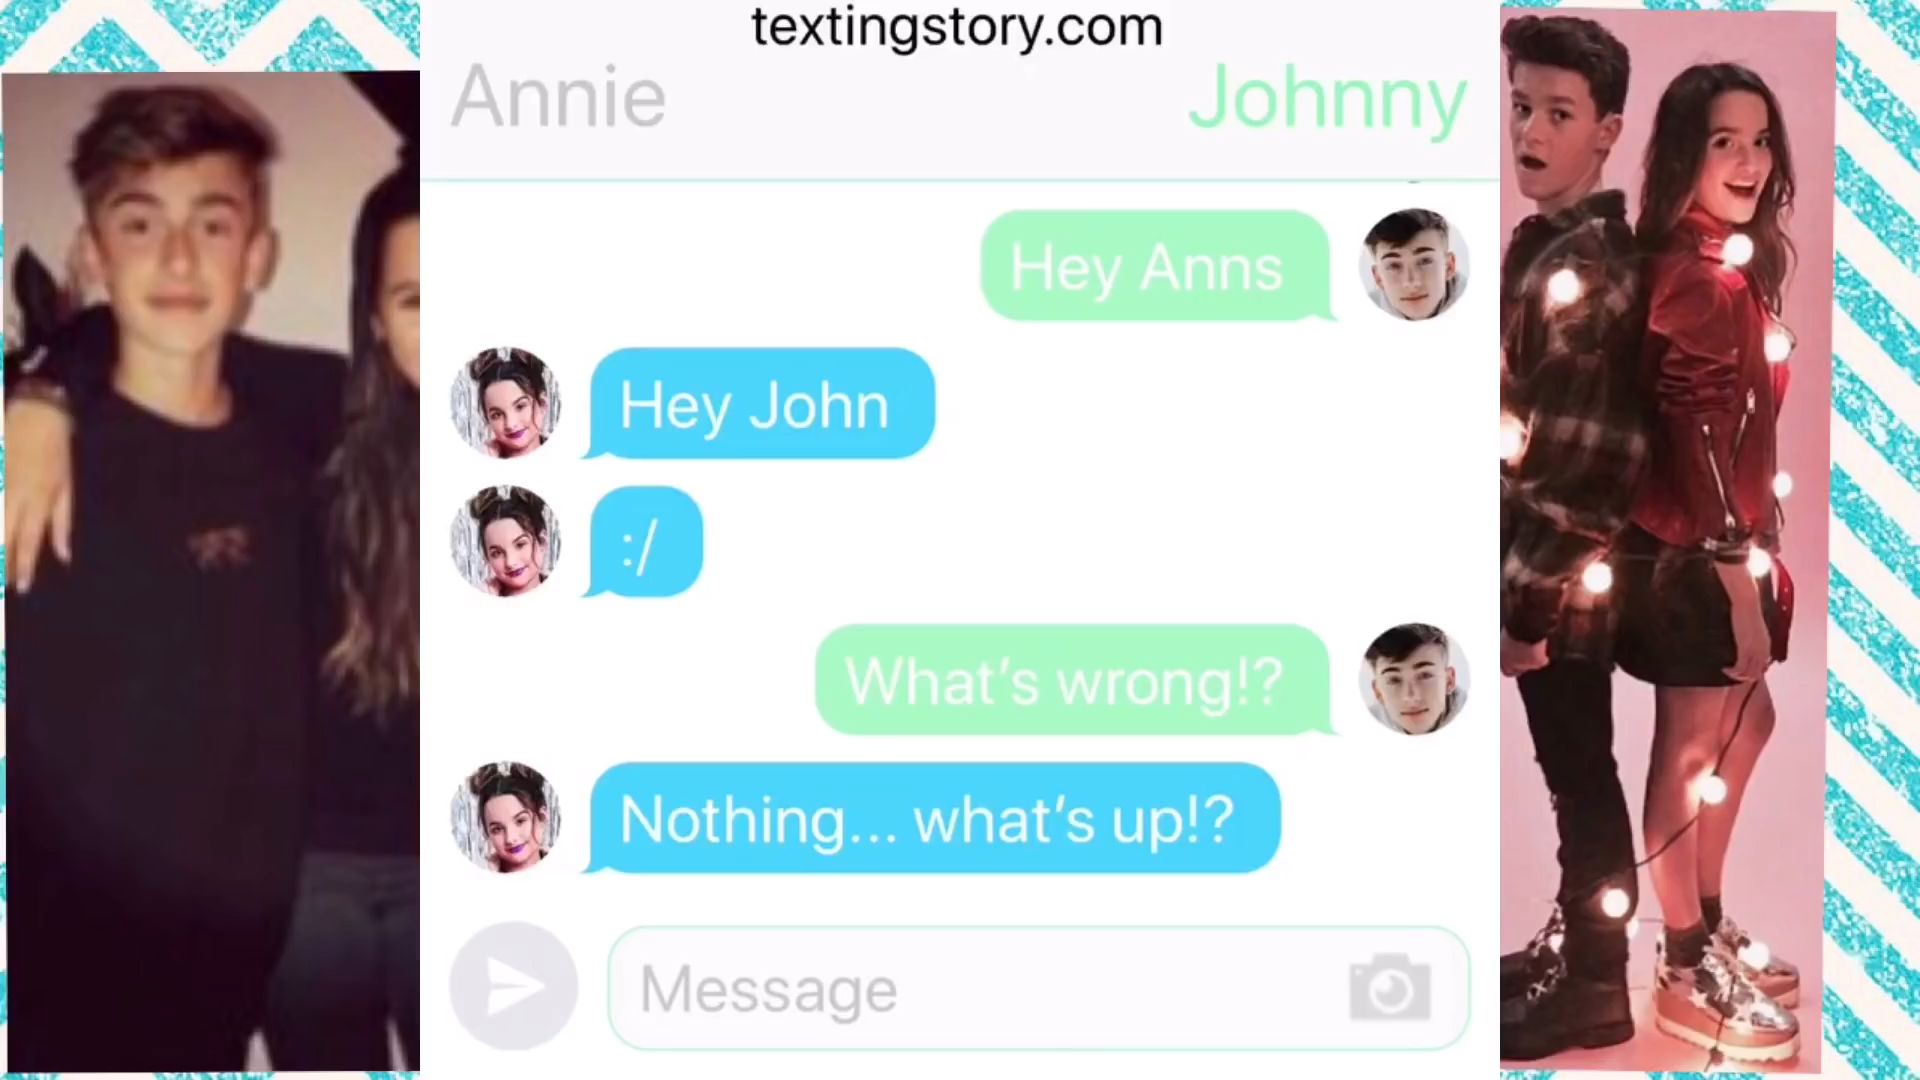 textingstory.com
Annie Johnny
Hey Anns
Hey John
:/
What’s wrong!?
Nothing... what’s up!?
Message